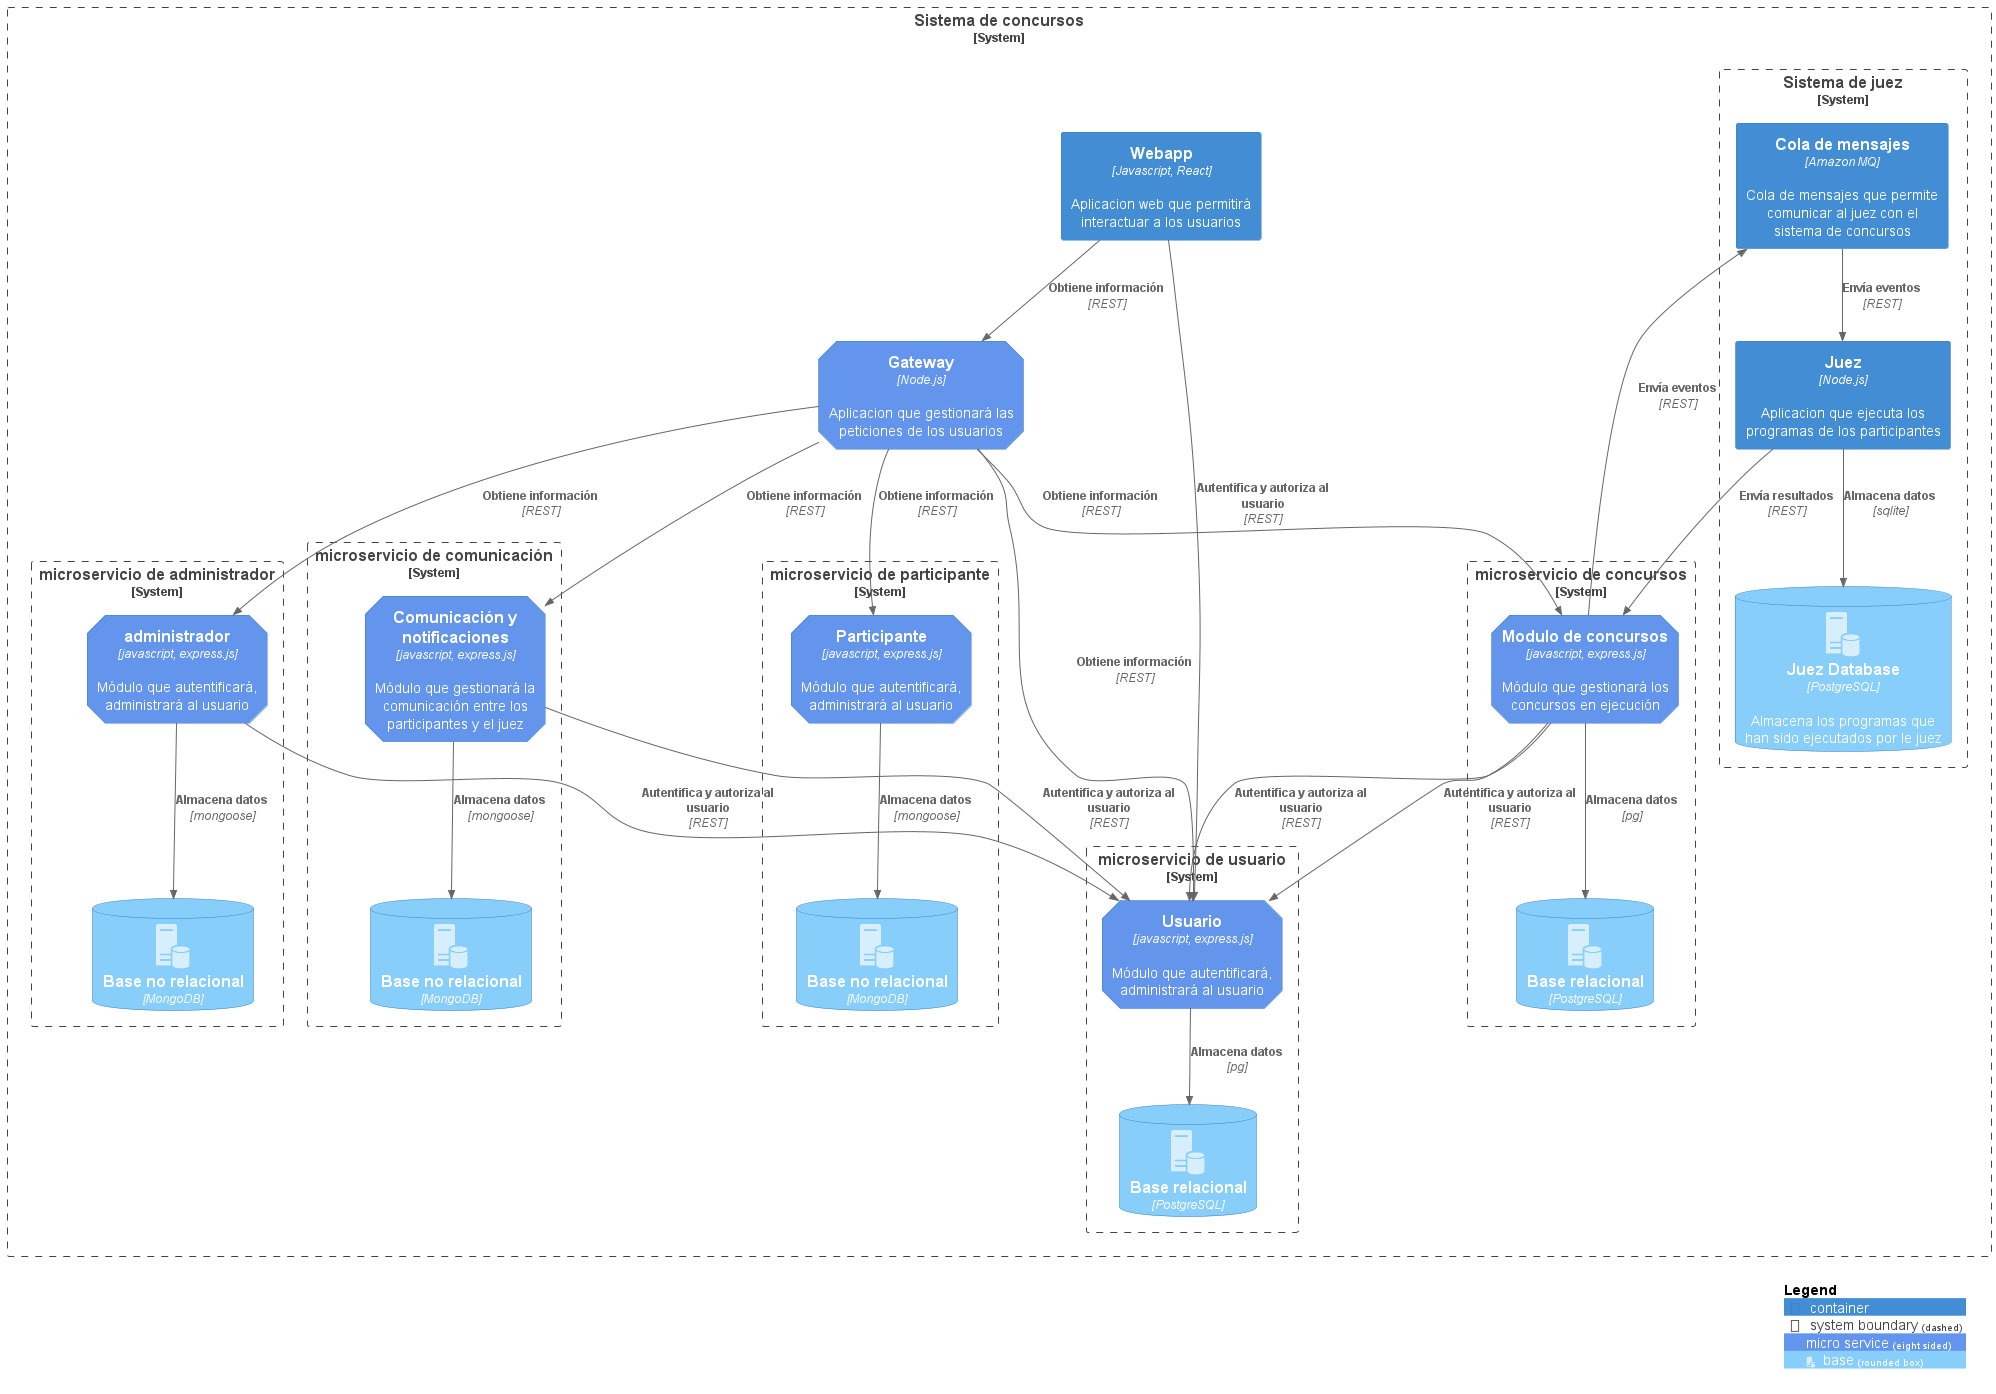 Sistema de concursos
[System]
Sistema de juez
[System]
Cola de mensajes
[Amazon MQ]
Cola de mensajes que permite
comunicar al juez con el
sistema de concursos
Webapp
[Javascript, React]
Aplicacion web que permitirá
interactuar a los usuarios
Obtiene información
[REST]
Envía eventos
[REST]
Gateway
[Node.js]
Aplicacion que gestionará las
peticiones de los usuarios
Envía eventos
[REST]
Juez
[Node.js]
Aplicacion que ejecuta los
programas de los participantes
Obtiene información
[REST]
Obtiene información
[REST]
Obtiene información
[REST]
Obtiene información
[REST]
Autentifica y autoriza al
usuario
[REST]
Envía resultados
[REST]
Almacena datos
[sqlite]
microservicio de administrador
[System]
administrador
[javascript, express.js]
Módulo que autentificará,
administrará al usuario
microservicio de comunicación
[System]
Comunicación y
notificaciones
[javascript, express.js]
Módulo que gestionará la
comunicación entre los
participantes y el juez
microservicio de participante
[System]
Participante
[javascript, express.js]
Módulo que autentificará,
administrará al usuario
Obtiene información
[REST]
microservicio de concursos
[System]
Modulo de concursos
[javascript, express.js]
Módulo que gestionará los
concursos en ejecución
Juez Database
[PostgreSQL]
Almacena los programas que
han sido ejecutados por le juez
Almacena datos
[mongoose]
Almacena datos
[mongoose]
Autentifica y autoriza al
usuario
[REST]
Almacena datos
[mongoose]
Autentifica y autoriza al
usuario
[REST]
Autentifica y autoriza al
usuario
[REST]
Autentifica y autoriza al
usuario
[REST]
Almacena datos
[pg]
Base no relacional
[MongoDB]
Base no relacional
[MongoDB]
Base no relacional
[MongoDB]
microservicio de usuario
[System]
Usuario
[javascript, express.js]
Módulo que autentificará,
administrará al usuario
Base relacional
[PostgreSQL]
Almacena datos
[pg]
Base relacional
[PostgreSQL]
Legend
container
system boundary (dashed)
micro service (eight sided)
base (rounded box)